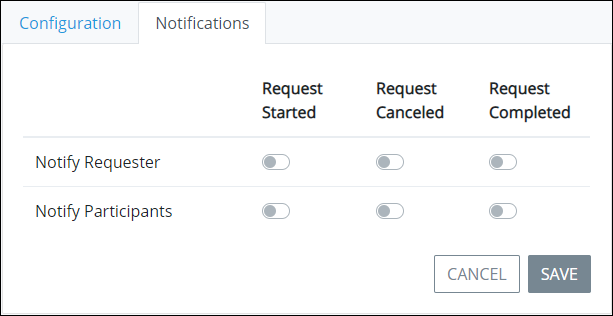 Configuration Notifications
Request Started Request Canceled Request Completed
Notify Requester
Notify Participants
CANCEL SAVE